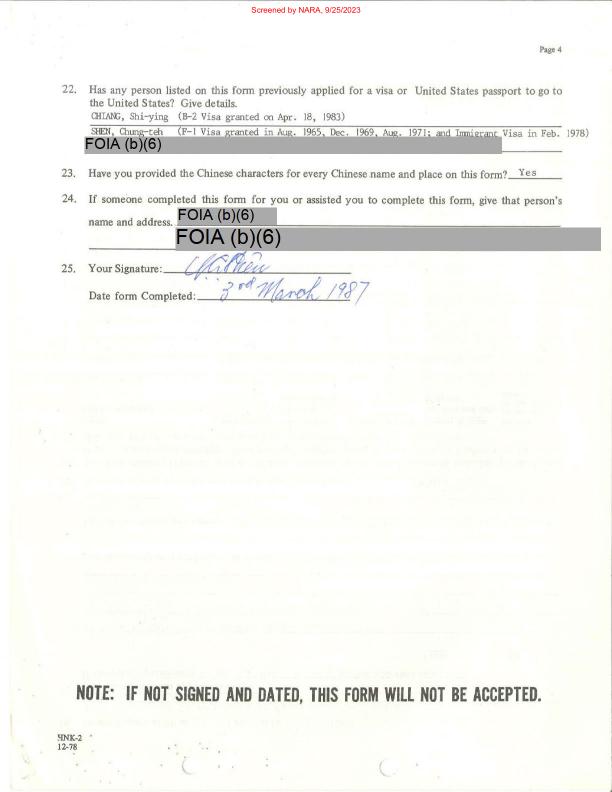 Screened by NARA, 9/25/2023
Page 4
22. Has any person listed on this form previously applied for a visa or United States passport to go to
the United States? Give details.
CHIANG, Shi-ying (B-2 Visa granted on Apr. 18, 1983)
SHEN, Chung-teh (F-1 Visa granted in Aug. 1965, Dec. 1969, Aug. 1971; and Immigrant Visa in Feb. 1978)
FOIA (b)(6)
23. Have you provided the Chinese characters for every Chinese name and place on this form? Yes
24. If someone completed this form for you or assisted you to complete this form, give that person's
name and address. FOIA (b)(6)
FOIA (b)(6)
25. Your Signature:
Date form Completed: 3rd March 1987
NOTE: IF NOT SIGNED AND DATED, THIS FORM WILL NOT BE ACCEPTED.
HNK-2
12-78